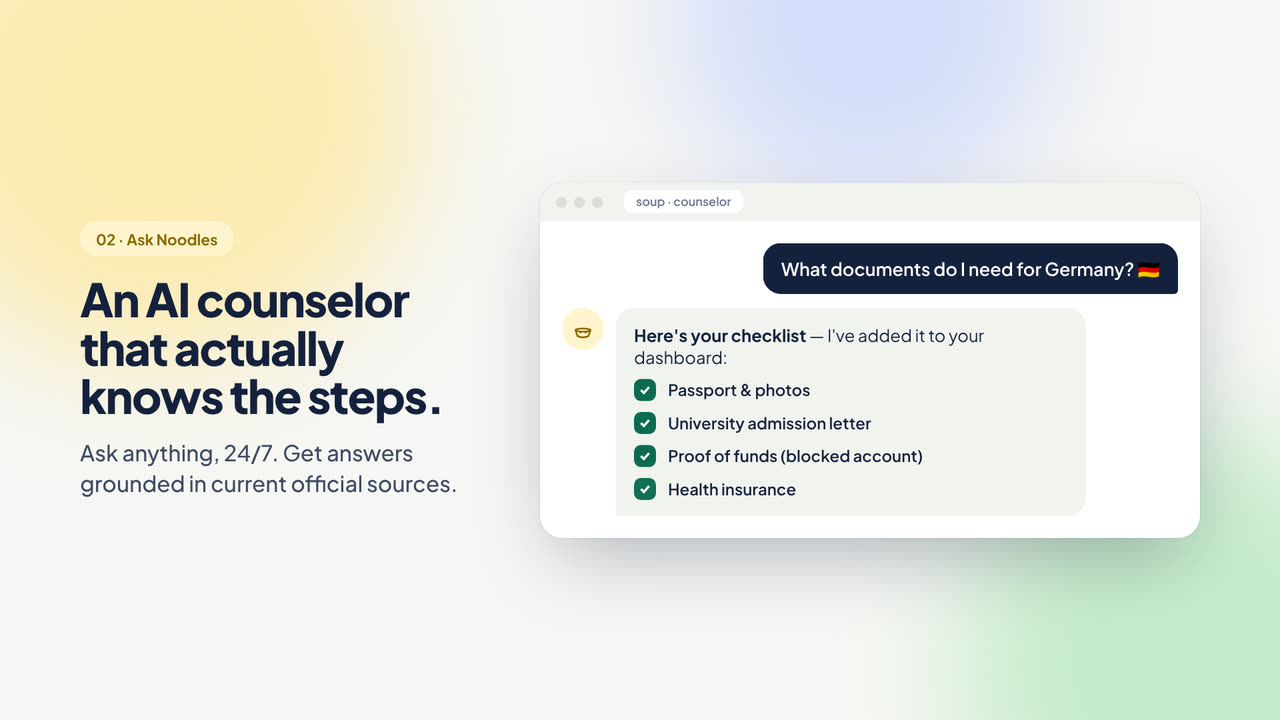 02 · Ask Noodles
An AI counselor
that actually
knows the steps.
Ask anything, 24/7. Get answers
grounded in current official sources.
soup · counselor
What documents do I need for Germany? 🇩🇪
Here's your checklist — I've added it to your
dashboard:
Passport & photos
University admission letter
Proof of funds (blocked account)
Health insurance